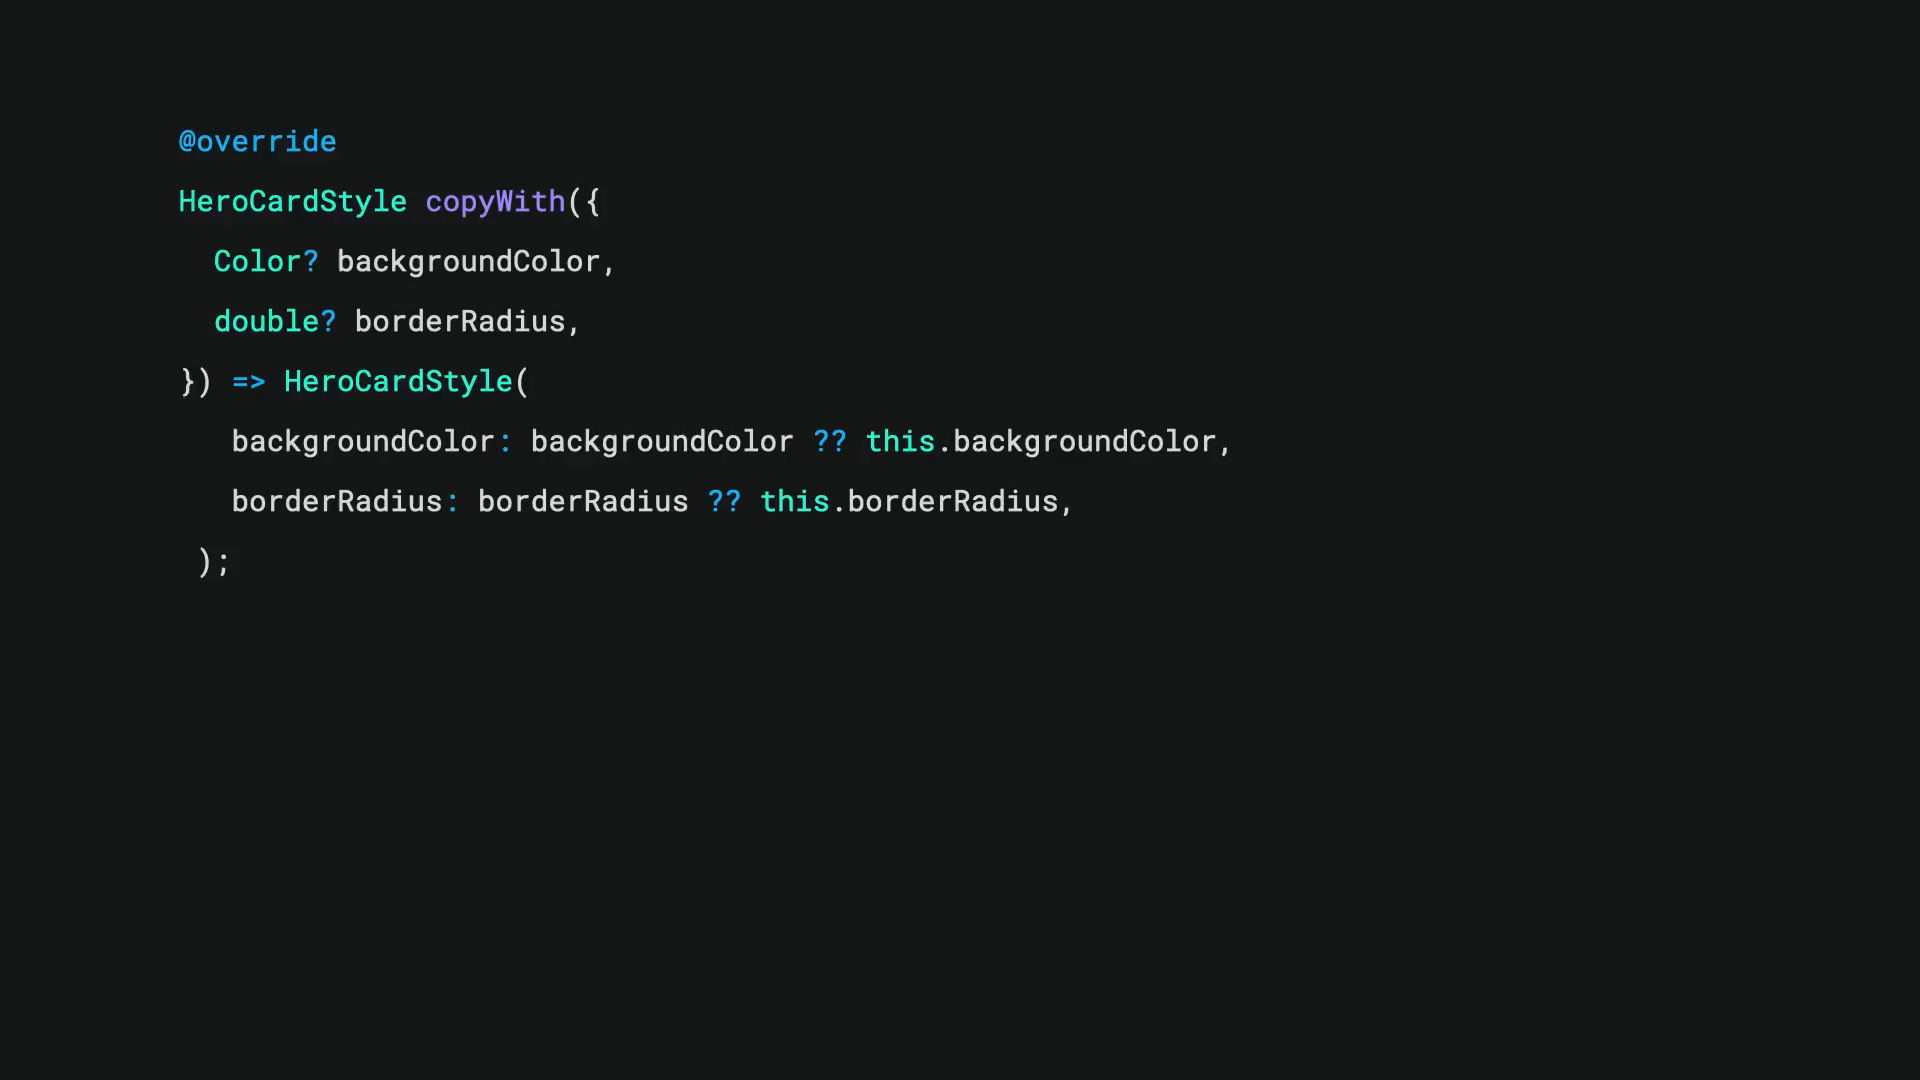 @override
HeroCardStyle copyWith({
  Color? backgroundColor,
  double? borderRadius,
}) => HeroCardStyle(
   backgroundColor: backgroundColor ?? this.backgroundColor,
   borderRadius: borderRadius ?? this.borderRadius,
 );